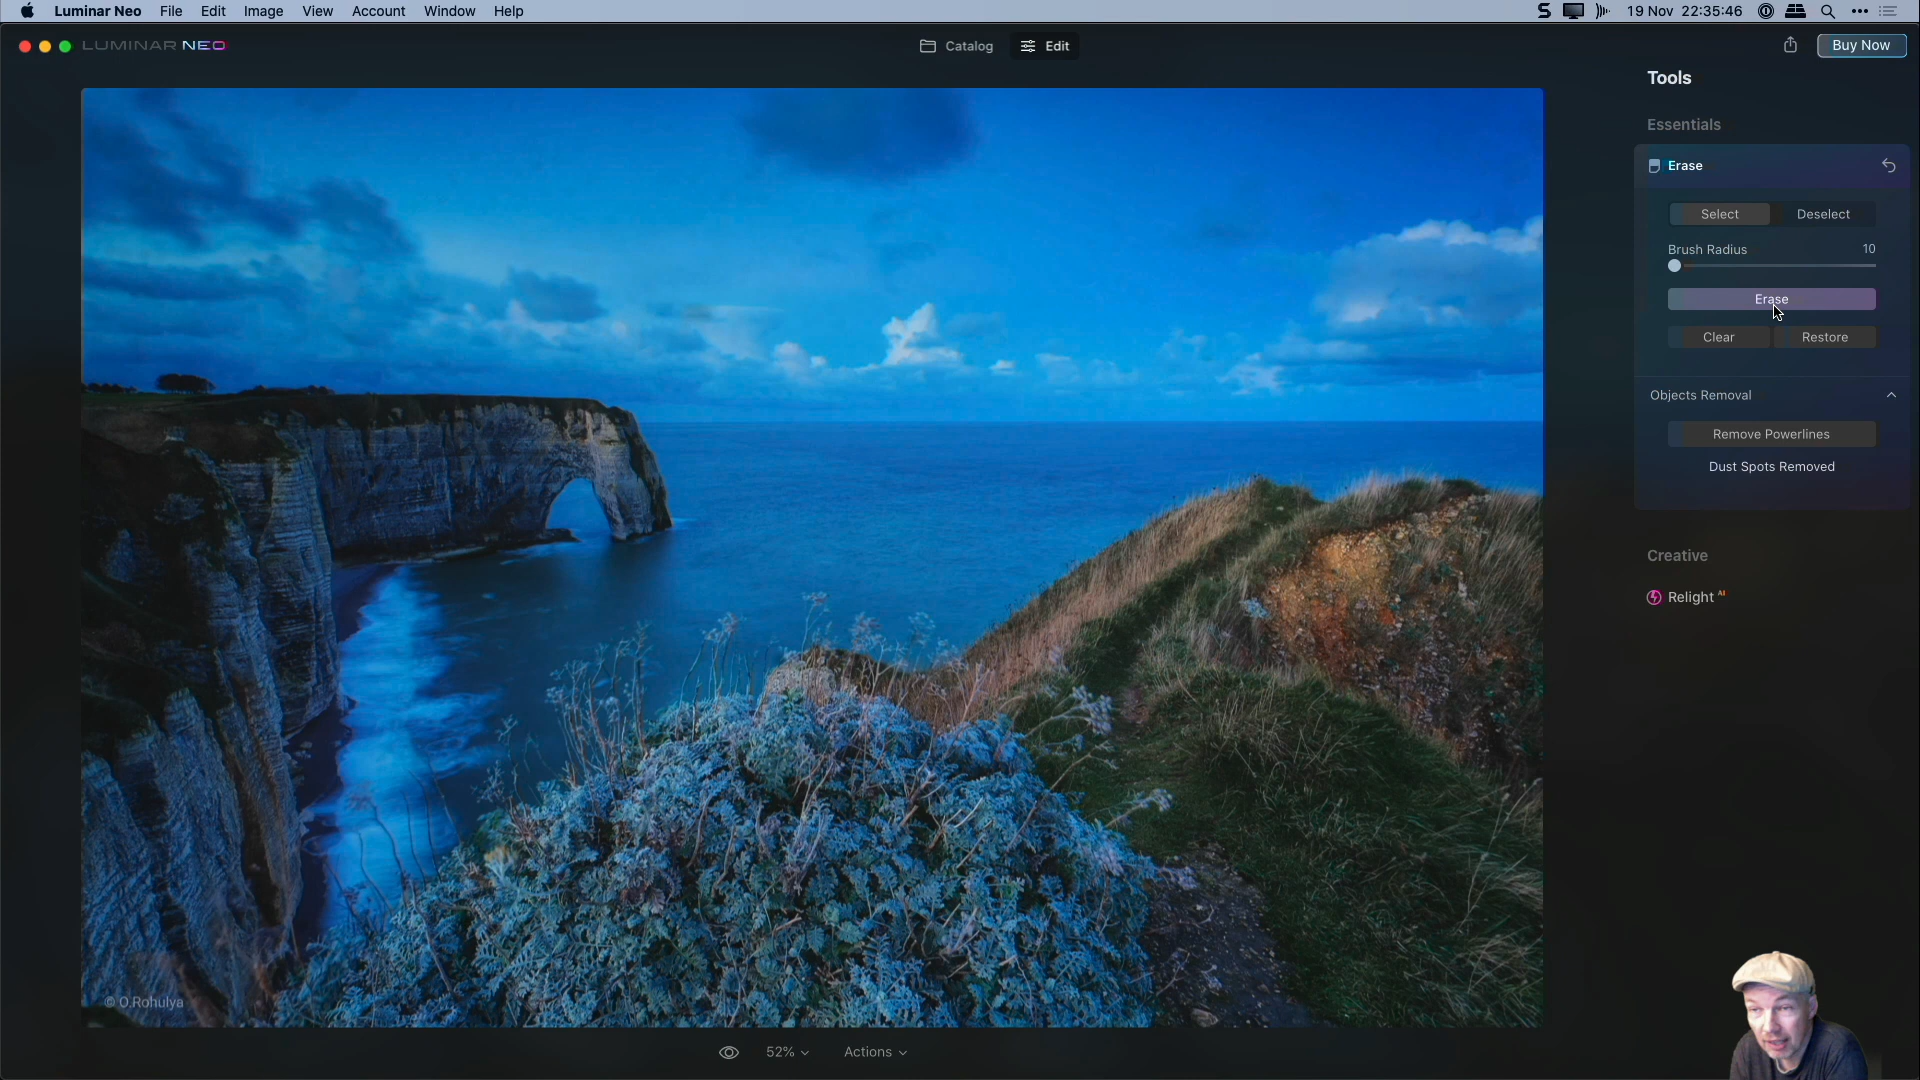 Luminar Neo File Edit Image View Account Window Help 19 Nov 22:35:46
LUMINAR NEO Catalog Edit Buy Now
Tools
Essentials
Erase
Select Deselect
Brush Radius 10
Erase
Clear Restore
Objects Removal
Remove Powerlines
Dust Spots Removed
Creative
Relight AI
© O.Rohulya
52% Actions